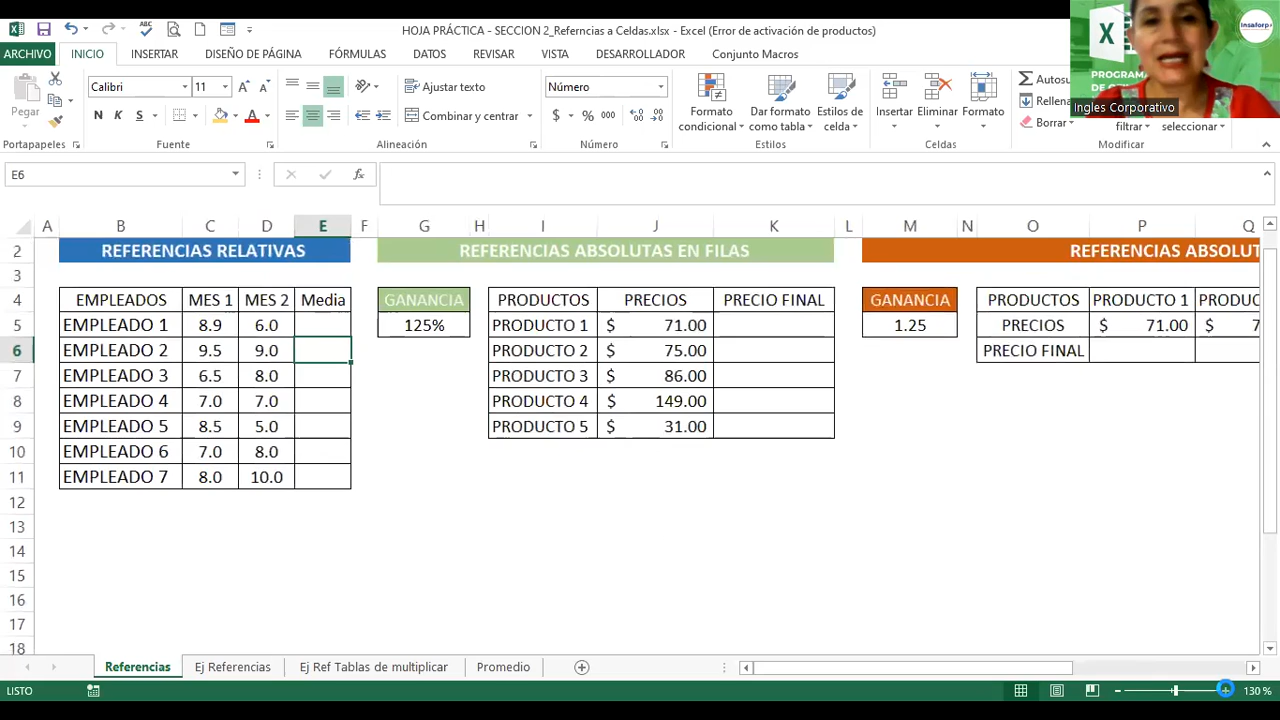 HOJA PRÁCTICA - SECCION 2_Referncias a Celdas.xlsx - Excel (Error de activación de productos)
ARCHIVO INICIO INSERTAR DISEÑO DE PÁGINA FÓRMULAS DATOS REVISAR VISTA DESARROLLADOR Conjunto Macros
Pegar
Calibri 11
N K S
Ajustar texto
Combinar y centrar
Número
$ % 000
Formato condicional
Dar formato como tabla
Estilos de celda
Insertar Eliminar Formato
Autosu
Rellena
Borrar
filtrar seleccionar
Portapapeles Fuente Alineación Número Estilos Celdas Modificar
PROGRAMA
DE
Insaforp
Ingles Corporativo
E6 fx
A B C D E F G H I J K L M N O P Q
2 REFERENCIAS RELATIVAS REFERENCIAS ABSOLUTAS EN FILAS REFERENCIAS ABSOLUT
3
4 EMPLEADOS MES 1 MES 2 Media GANANCIA PRODUCTOS PRECIOS PRECIO FINAL GANANCIA PRODUCTOS PRODUCTO 1 PRODUC
5 EMPLEADO 1 8.9 6.0 125% PRODUCTO 1 $ 71.00 1.25 PRECIOS $ 71.00 $ 7
6 EMPLEADO 2 9.5 9.0 PRODUCTO 2 $ 75.00 PRECIO FINAL
7 EMPLEADO 3 6.5 8.0 PRODUCTO 3 $ 86.00
8 EMPLEADO 4 7.0 7.0 PRODUCTO 4 $ 149.00
9 EMPLEADO 5 8.5 5.0 PRODUCTO 5 $ 31.00
10 EMPLEADO 6 7.0 8.0
11 EMPLEADO 7 8.0 10.0
12
13
14
15
16
17
18
Referencias Ej Referencias Ej Ref Tablas de multiplicar Promedio
LISTO 130 %